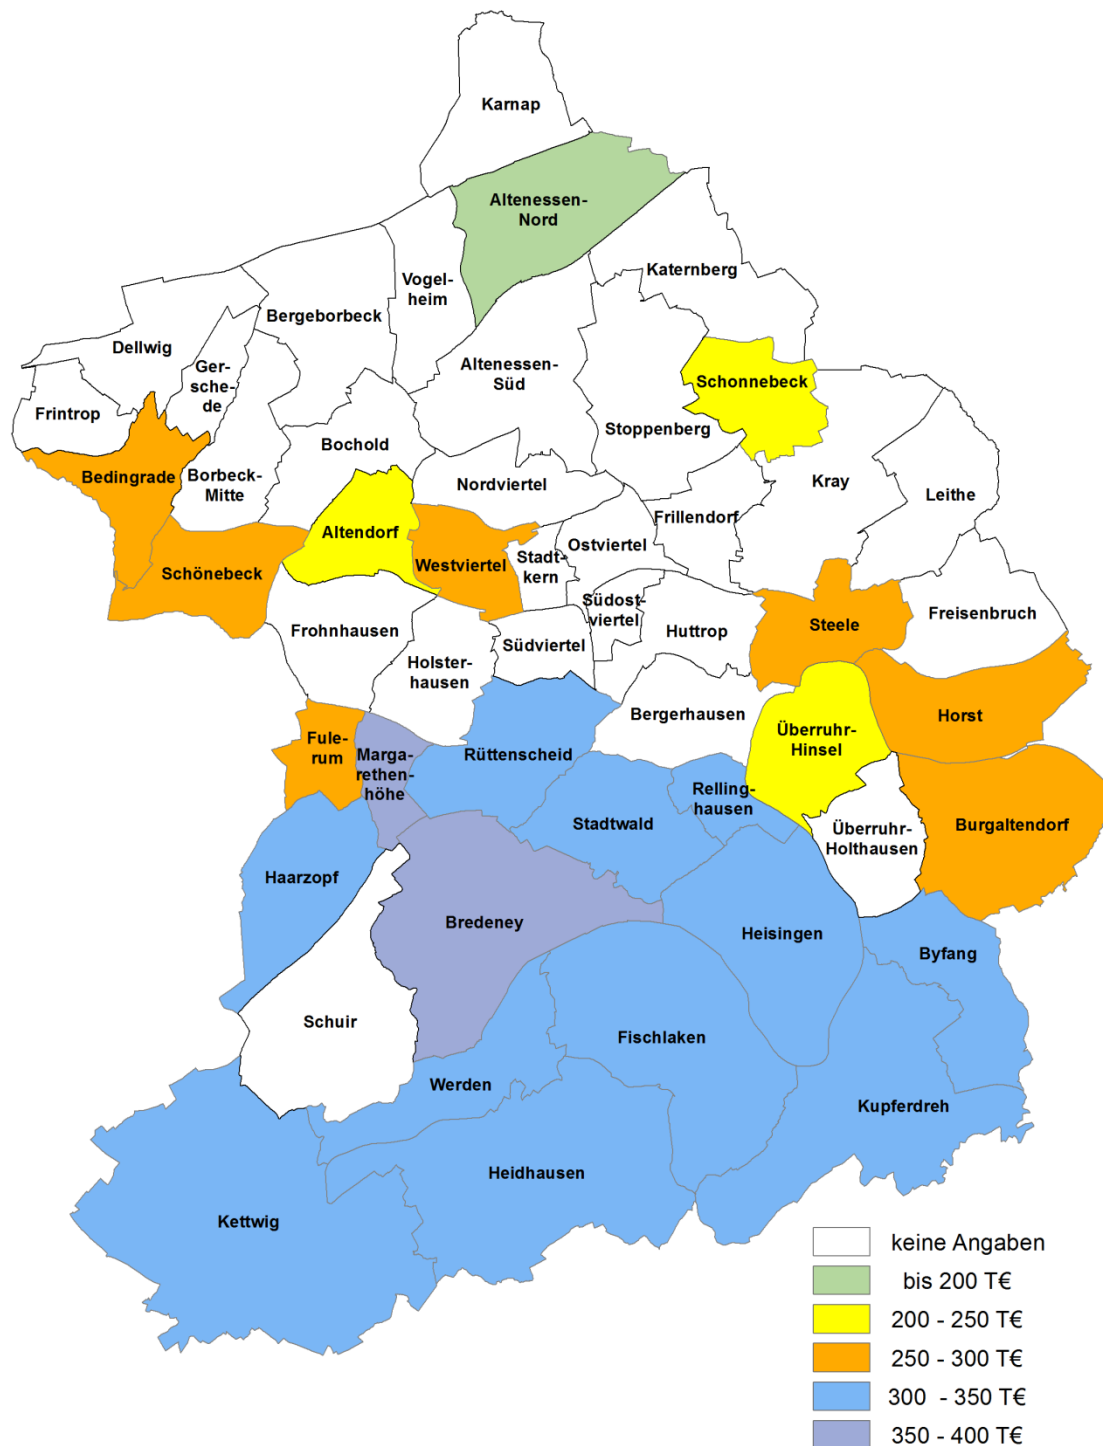 Karnap
Altenessen-
Nord
Katernberg
Vogel-
heim
Bergeborbeck
Dellwig
Ger-
sche-
de
Altenessen-
Süd
Schonnebeck
Frintrop
Stoppenberg
Bochold
Bedingrade
Borbeck-
Mitte
Nordviertel
Kray
Leithe
Frillendorf
Altendorf
Ostviertel
Stadt-
kern
Westviertel
Schönebeck
Südost-
viertel
Freisenbruch
Steele
Frohnhausen
Huttrop
Südviertel
Holster-
hausen
Bergerhausen
Horst
Überruhr-
Hinsel
Fule-
rum
Marga-
rethen-
höhe
Rüttenscheid
Relling-
hausen
Stadtwald
Burgaltendorf
Überruhr-
Holthausen
Haarzopf
Bredeney
Heisingen
Byfang
Schuir
Fischlaken
Werden
Kupferdreh
Heidhausen
Kettwig
keine Angaben
bis 200 T€
200 - 250 T€
250 - 300 T€
300 - 350 T€
350 - 400 T€